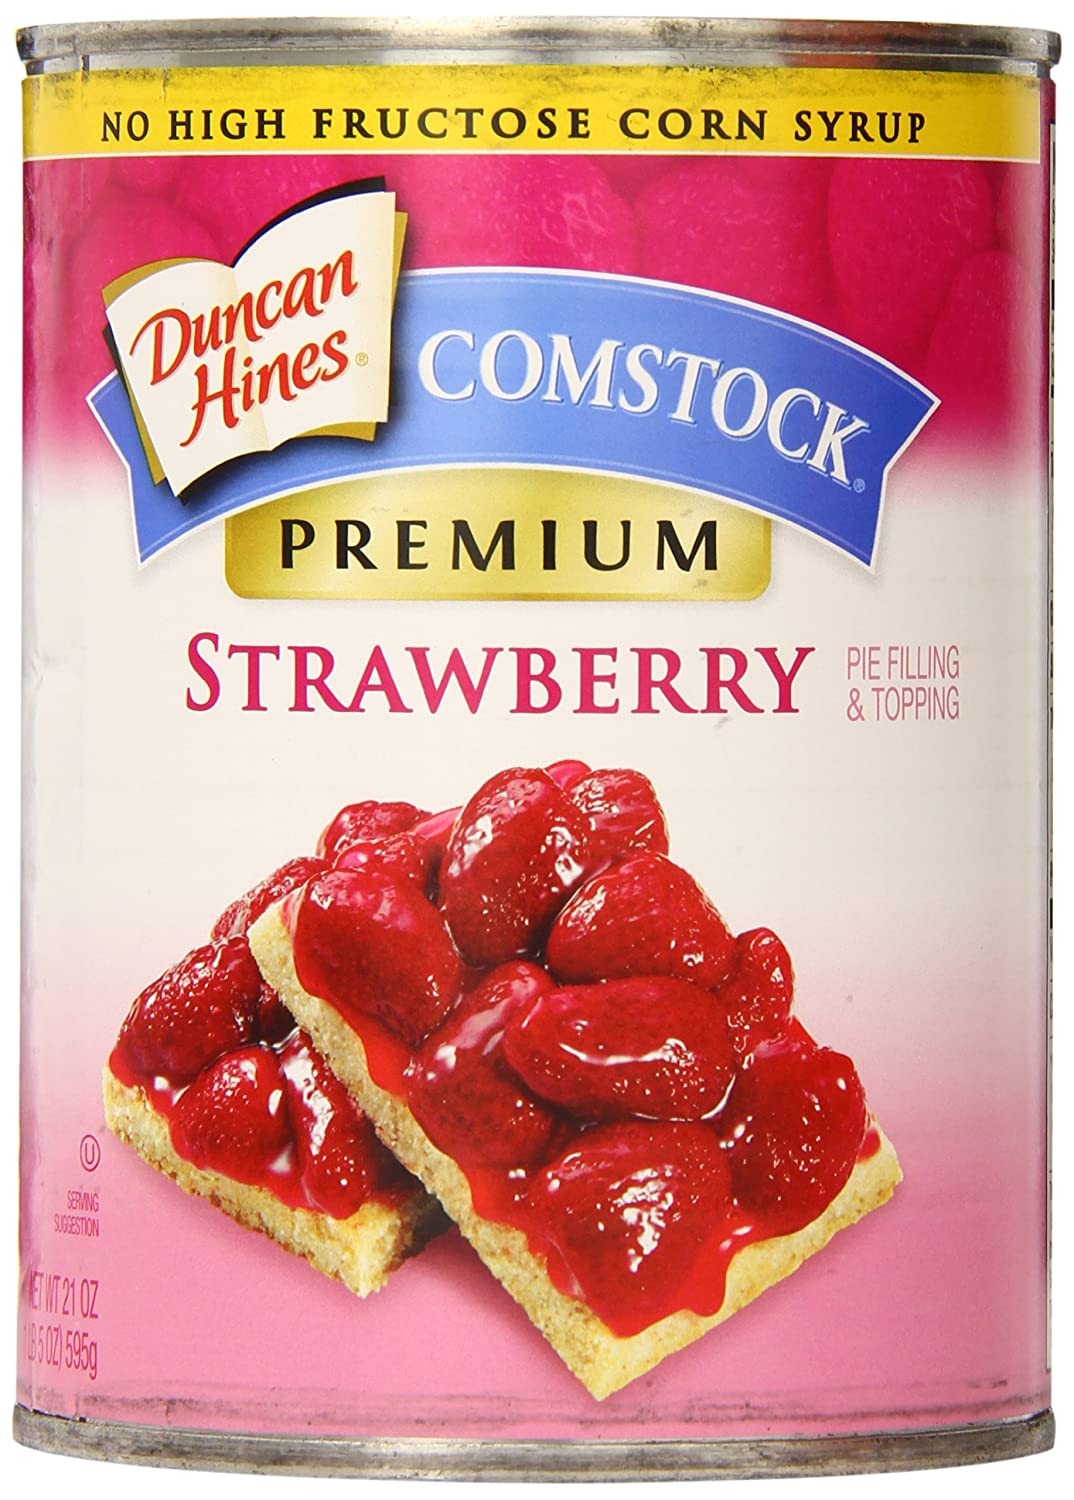 NO HIGH FRUCTOSE CORN SYRUP
Duncan
Hines®
COMSTOCK®
PREMIUM
STRAWBERRY
PIE FILLING
& TOPPING
U
SERVING
SUGGESTION
NET WT 21 OZ
LB 5 OZ) 595g